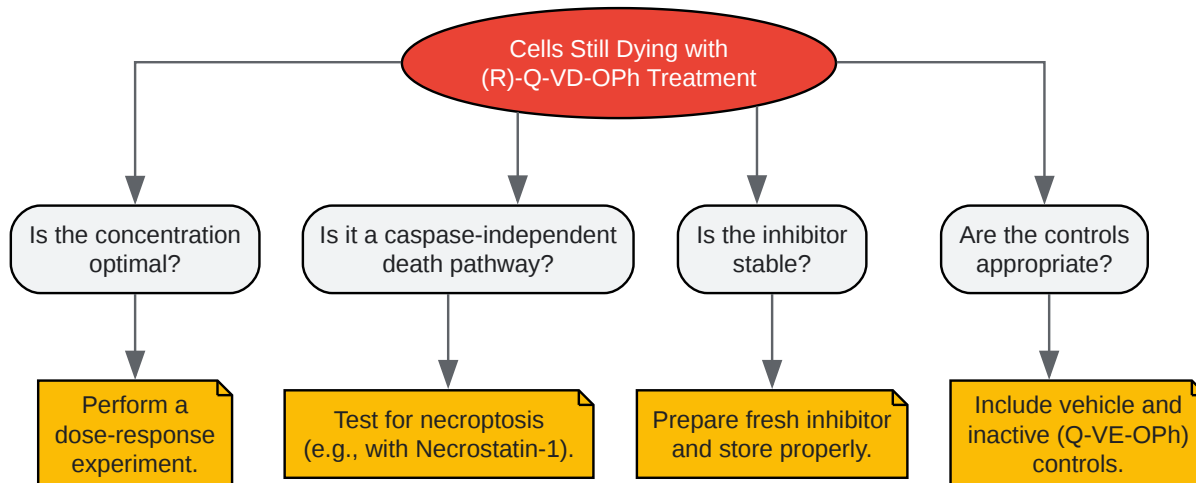 Cells Still Dying with
(R)-Q-VD-OPh Treatment
Is the concentration
optimal?
Is it a caspase-independent
death pathway?
Is the inhibitor
stable?
Are the controls
appropriate?
Perform a
dose-response
experiment.
Test for necroptosis
(e.g., with Necrostatin-1).
Prepare fresh inhibitor
and store properly.
Include vehicle and
inactive (Q-VE-OPh)
controls.